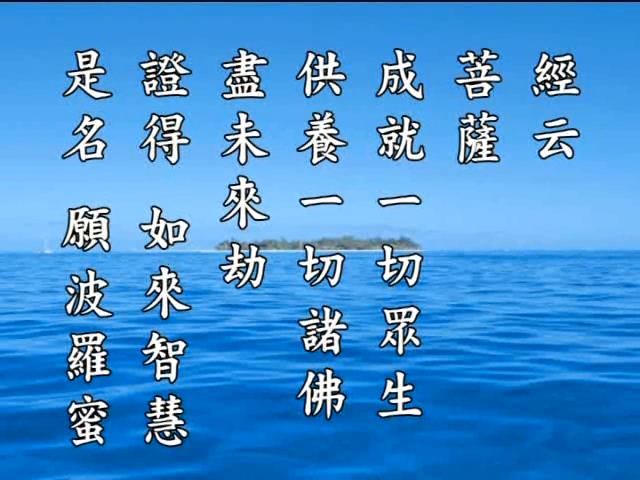 經云
菩薩
成就一切眾生
供養一切諸佛
盡未來劫
證得 如來智慧
是名 願波羅蜜